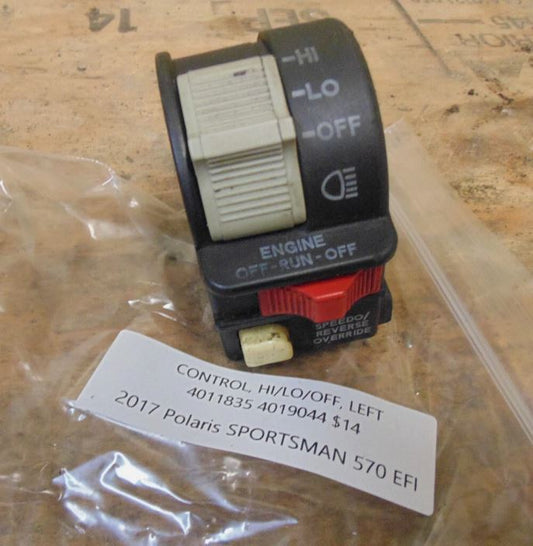 14
-HI
-LO
-OFF
ENGINE
OFF-RUN-OFF
SPEEDO/
REVERSE
OVERRIDE
CONTROL, HI/LO/OFF, LEFT
4011835 4019044 $14
2017 Polaris SPORTSMAN 570 EFI